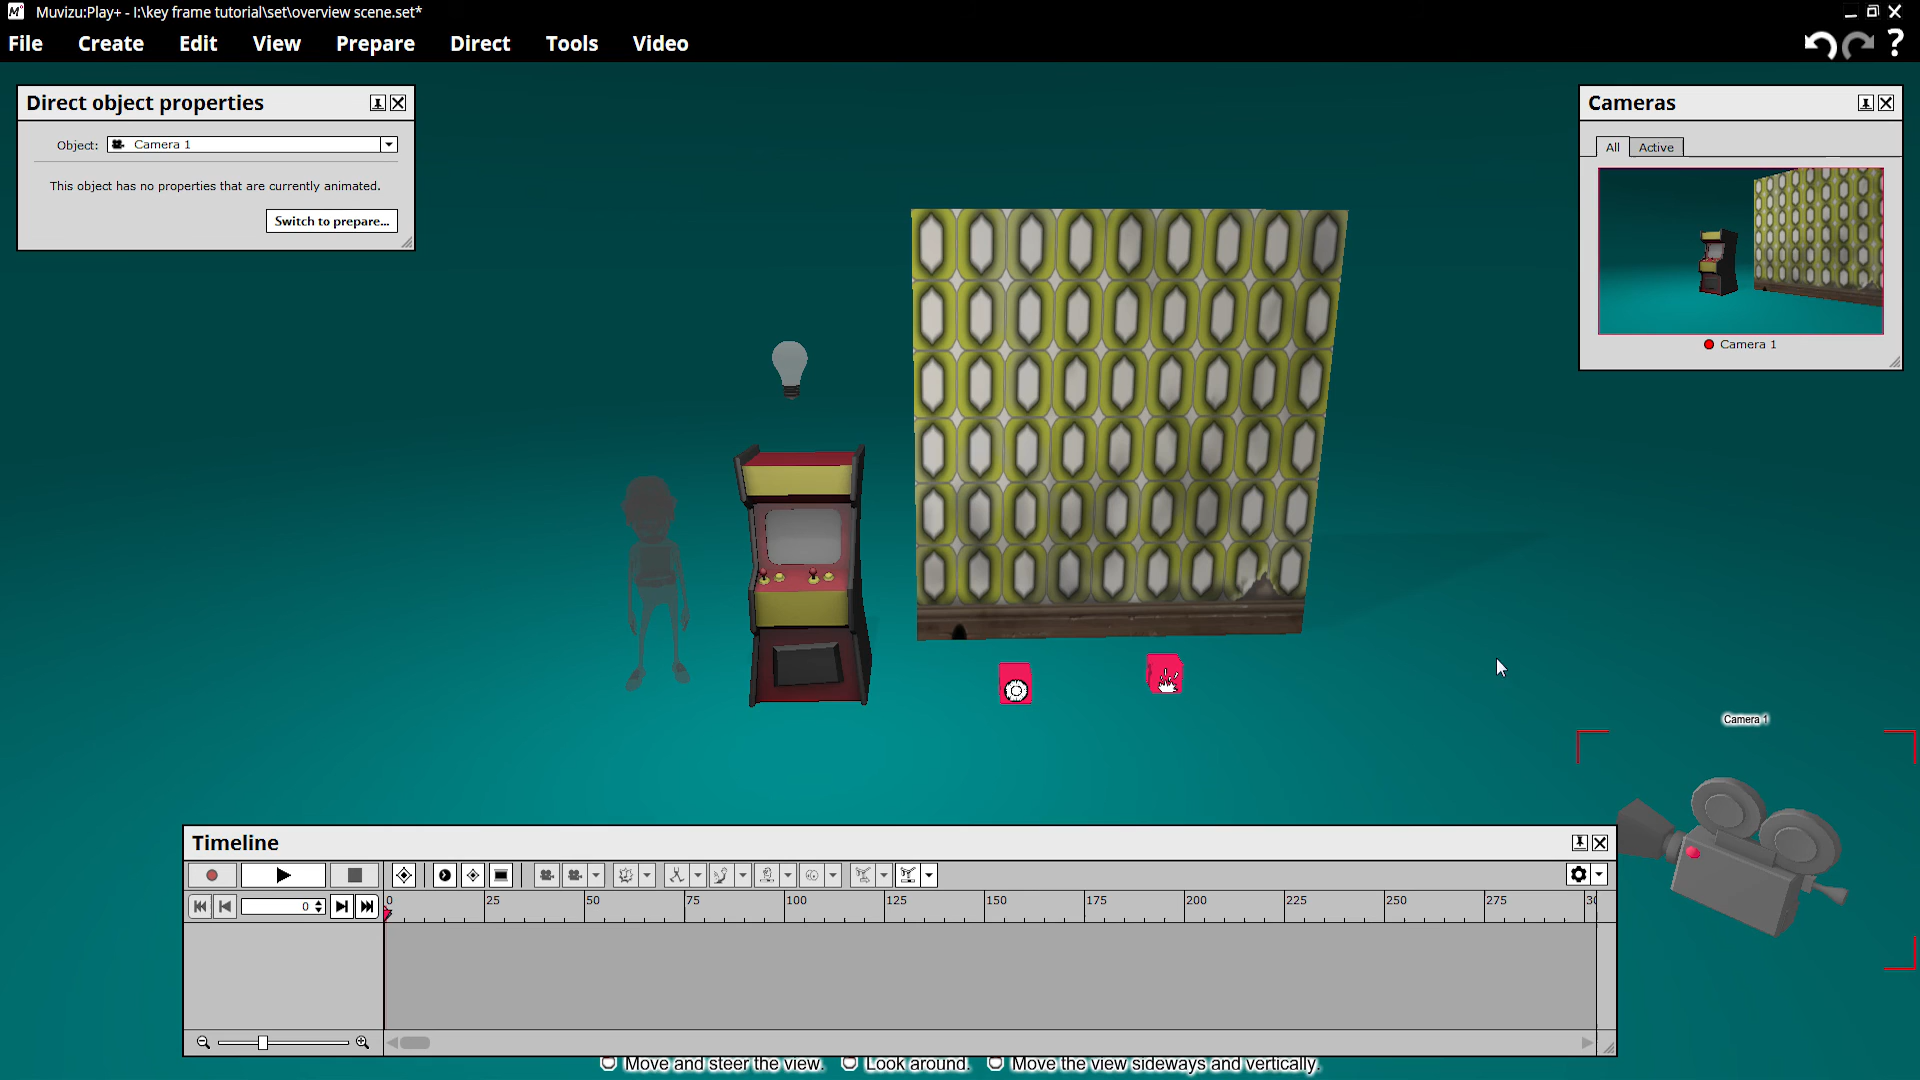 Muvizu:Play+ - I:\key frame tutorial\set\overview scene.set*
File Create Edit View Prepare Direct Tools Video ?
Direct object properties
Object: Camera 1
This object has no properties that are currently animated.
Switch to prepare...
Cameras
All Active
Camera 1
Camera 1
Timeline
0 0 25 50 75 100 125 150 175 200 225 250 275 30
Move and steer the view. Look around. Move the view sideways and vertically.